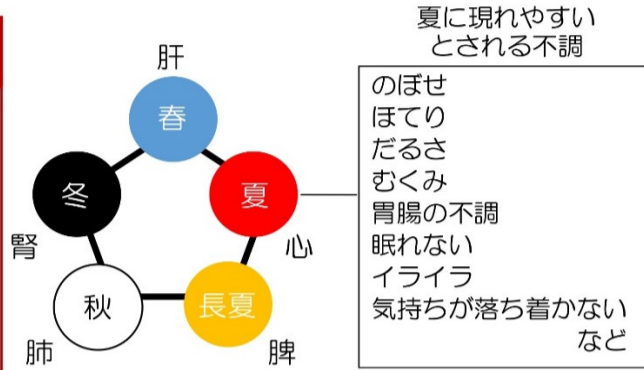 夏に現れやすい
とされる不調
肝
春
冬
夏
腎
心
秋
長夏
肺
脾
のぼせ
ほてり
だるさ
むくみ
胃腸の不調
眠れない
イライラ
気持ちが落ち着かない
など